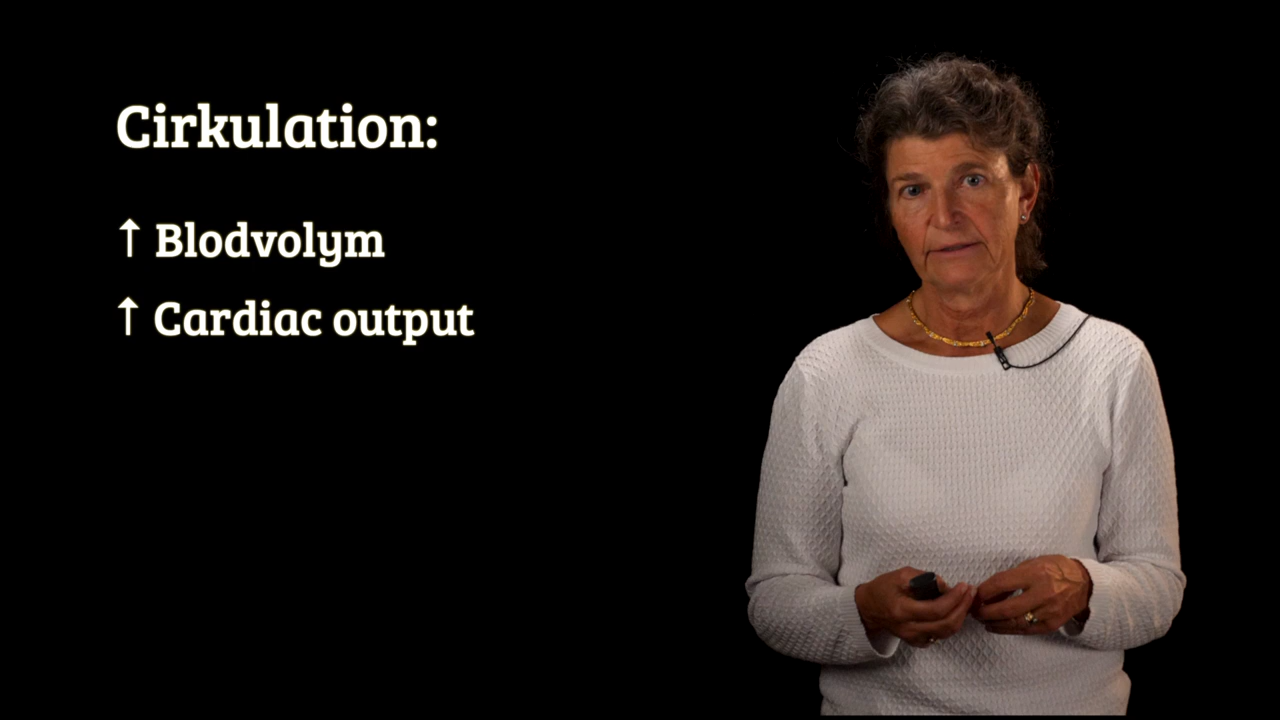 Cirkulation:
↑ Blodvolym
↑ Cardiac output